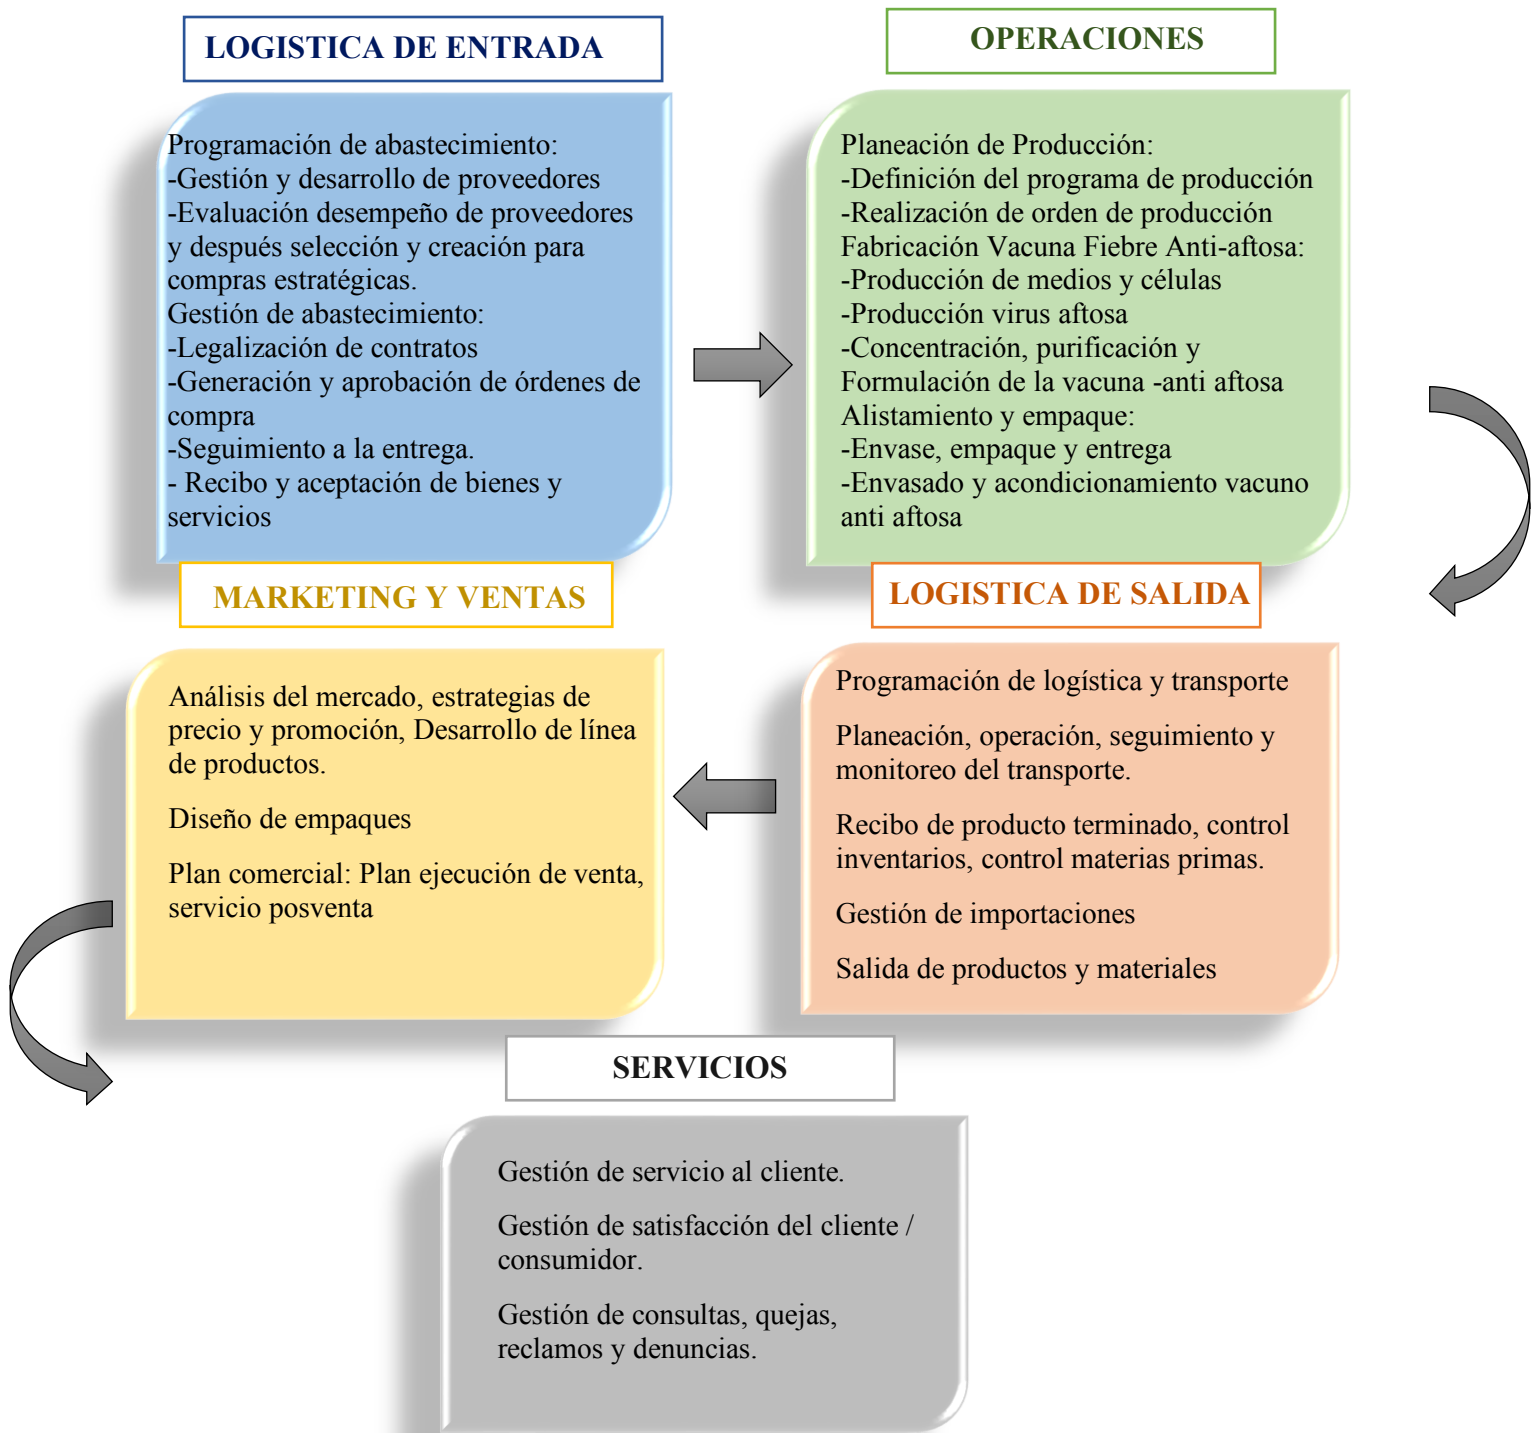 LOGISTICA DE ENTRADA
Programación de abastecimiento:
-Gestión y desarrollo de proveedores
-Evaluación desempeño de proveedores
y después selección y creación para
compras estratégicas.
Gestión de abastecimiento:
-Legalización de contratos
-Generación y aprobación de órdenes de
compra
-Seguimiento a la entrega.
- Recibo y aceptación de bienes y
servicios
OPERACIONES
Planeación de Producción:
-Definición del programa de producción
-Realización de orden de producción
Fabricación Vacuna Fiebre Anti-aftosa:
-Producción de medios y células
-Producción virus aftosa
-Concentración, purificación y
Formulación de la vacuna -anti aftosa
Alistamiento y empaque:
-Envase, empaque y entrega
-Envasado y acondicionamiento vacuno
anti aftosa
LOGISTICA DE SALIDA
Programación de logística y transporte
Planeación, operación, seguimiento y
monitoreo del transporte.
Recibo de producto terminado, control
inventarios, control materias primas.
Gestión de importaciones
Salida de productos y materiales
MARKETING Y VENTAS
Análisis del mercado, estrategias de
precio y promoción, Desarrollo de línea
de productos.
Diseño de empaques
Plan comercial: Plan ejecución de venta,
servicio posventa
SERVICIOS
Gestión de servicio al cliente.
Gestión de satisfacción del cliente /
consumidor.
Gestión de consultas, quejas,
reclamos y denuncias.